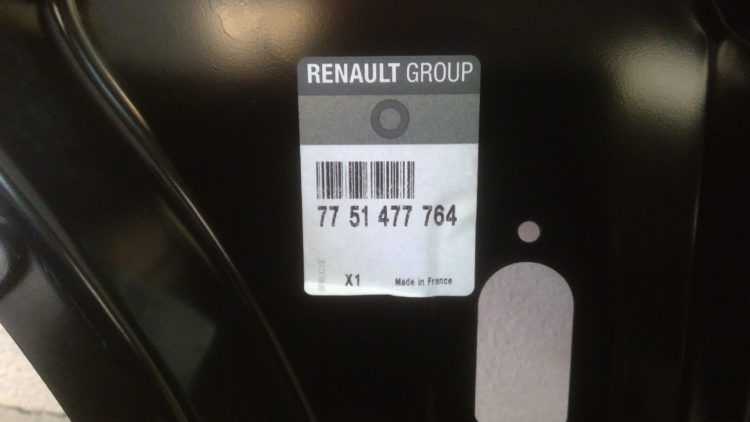 RENAULT GROUP
77 51 477 764
X1
Made in France